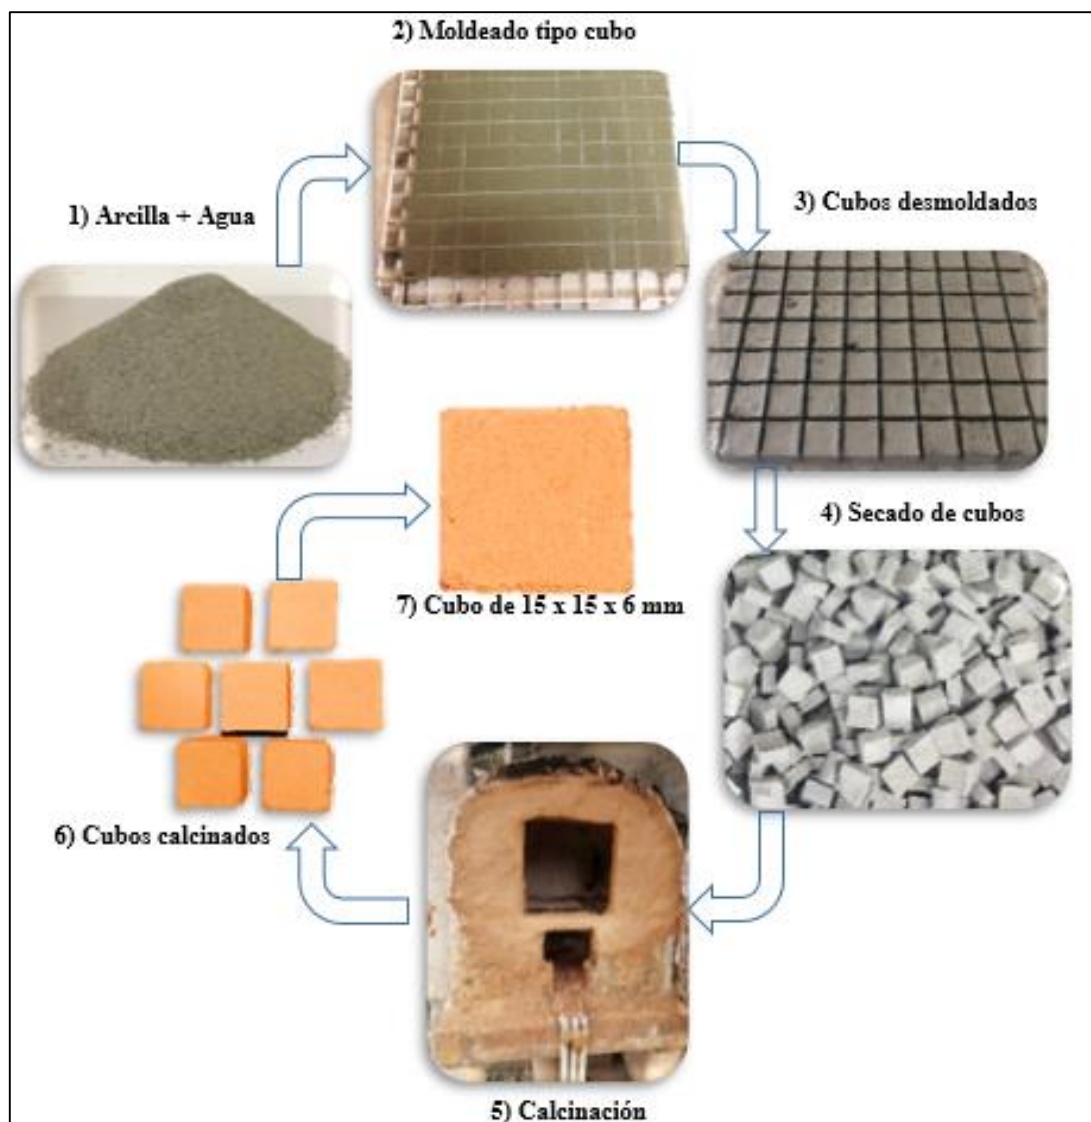 1) Arcilla + Agua
2) Moldeado tipo cubo
3) Cubos desmoldados
4) Secado de cubos
5) Calcinación
6) Cubos calcinados
7) Cubo de 15 x 15 x 6 mm